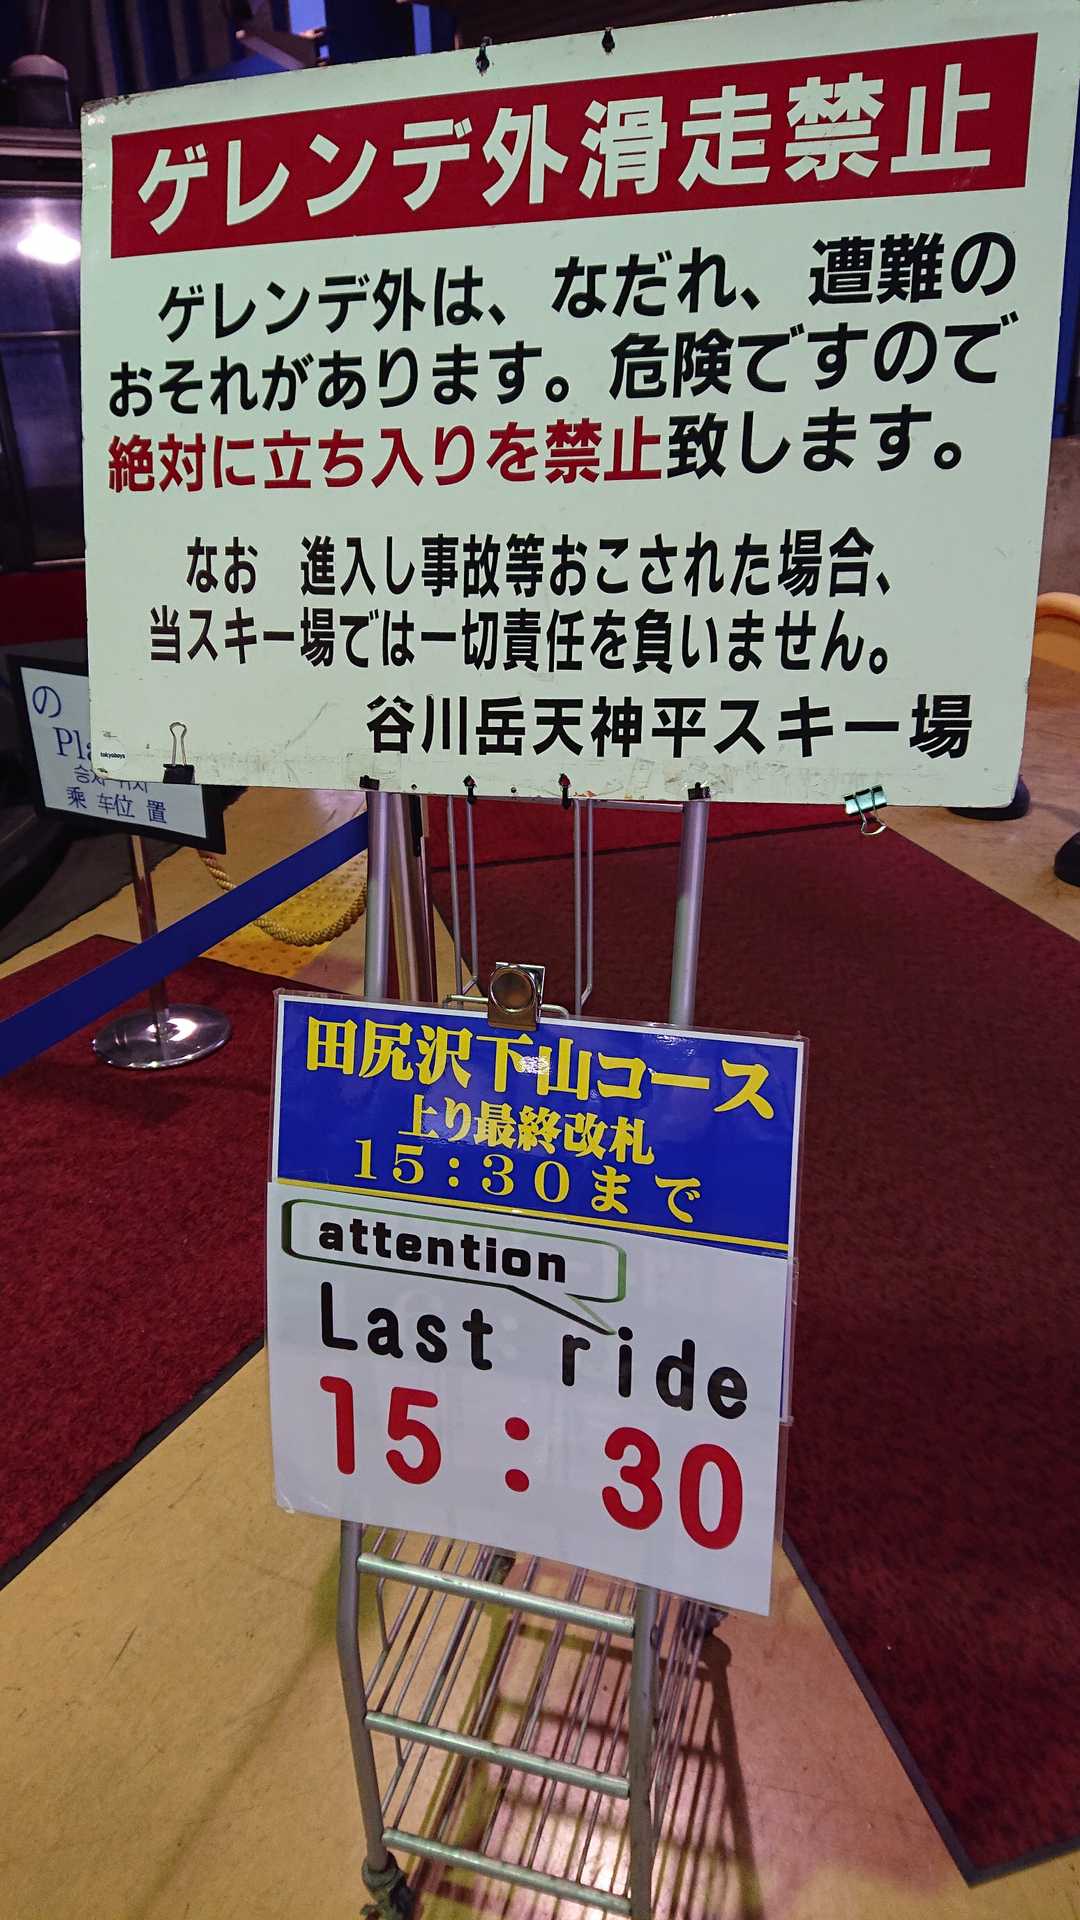 ゲレンデ外滑走禁止
ゲレンデ外は、なだれ、遭難の
おそれがあります。危険ですので
絶対に立ち入りを禁止致します。
なお 進入し事故等おこされた場合、
当スキー場では一切責任を負いません。
谷川岳天神平スキー場
tokyoboys
の
Pla
乗 车位 置
田尻沢下山コース
上り最終改札
15:30まで
attention
Last ride
15:30